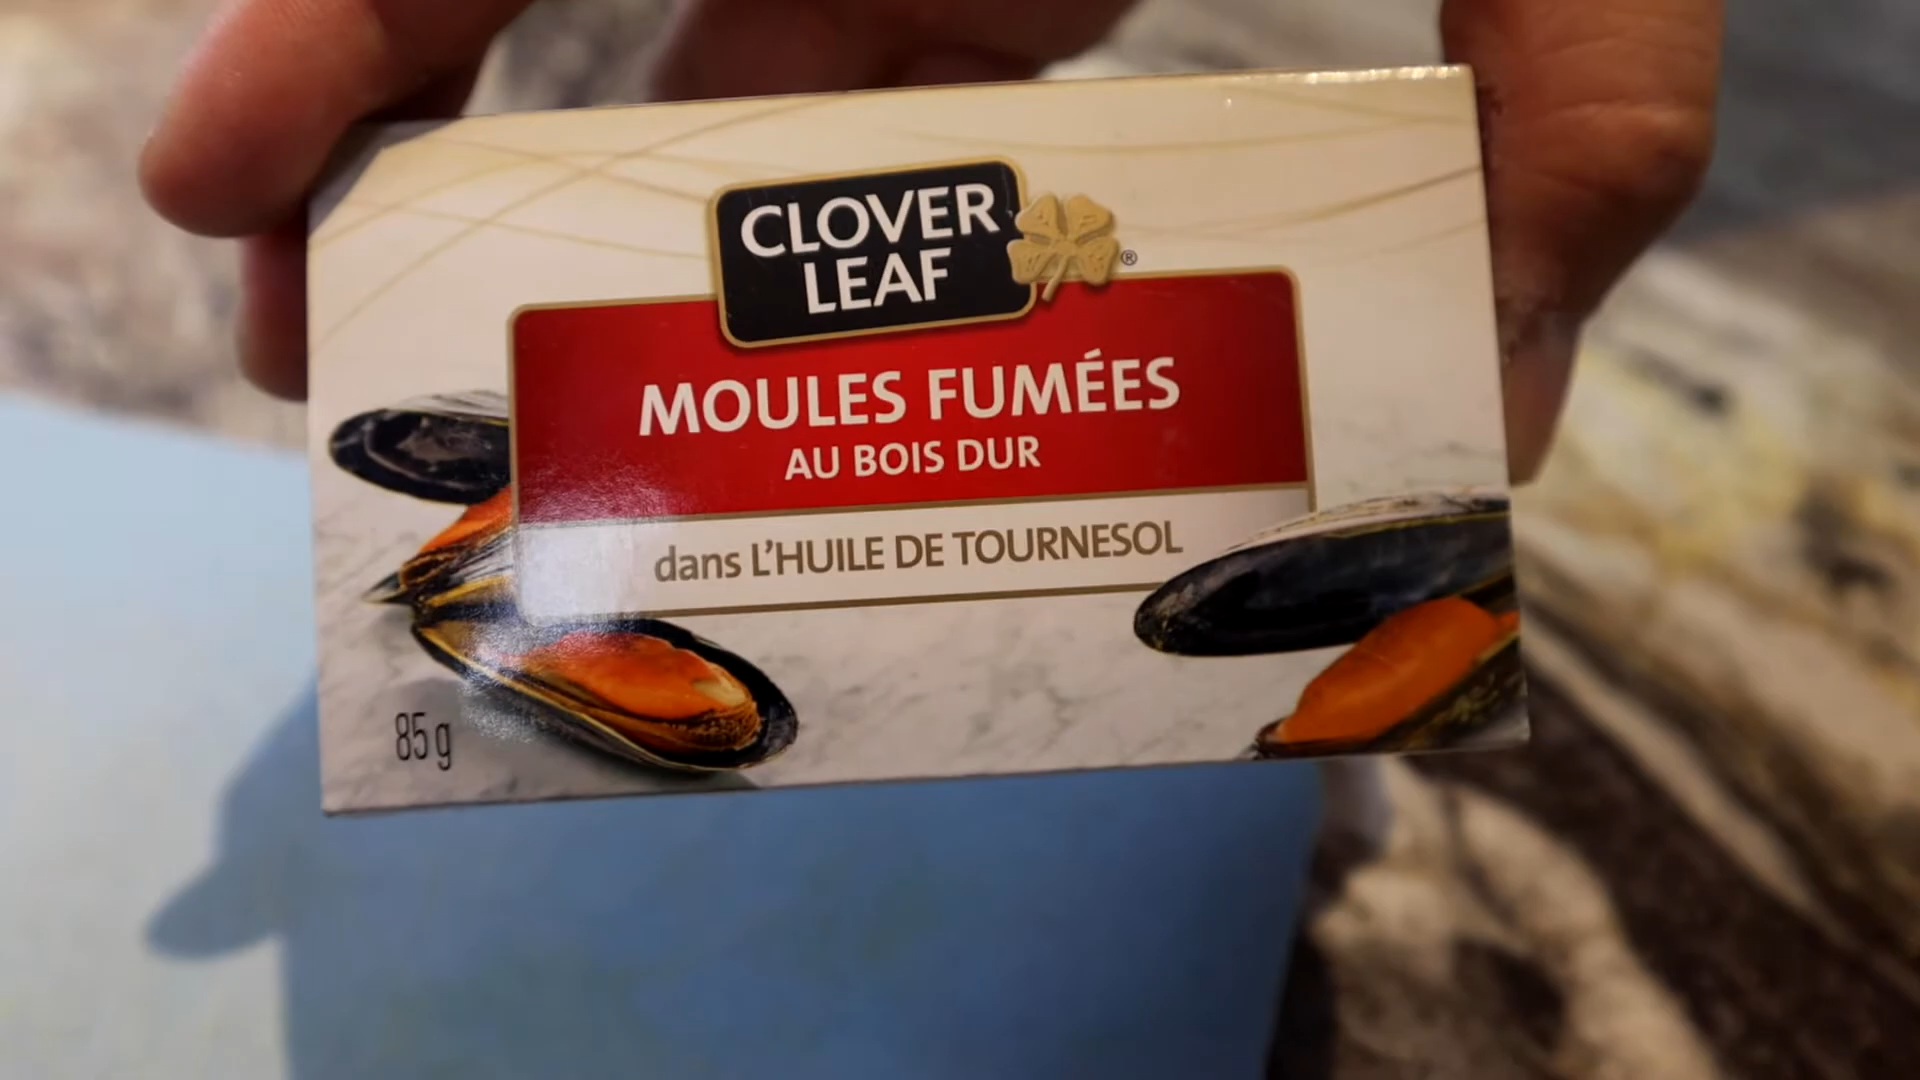 CLOVER
LEAF
®
MOULES FUMÉES
AU BOIS DUR
dans L'HUILE DE TOURNESOL
85 g